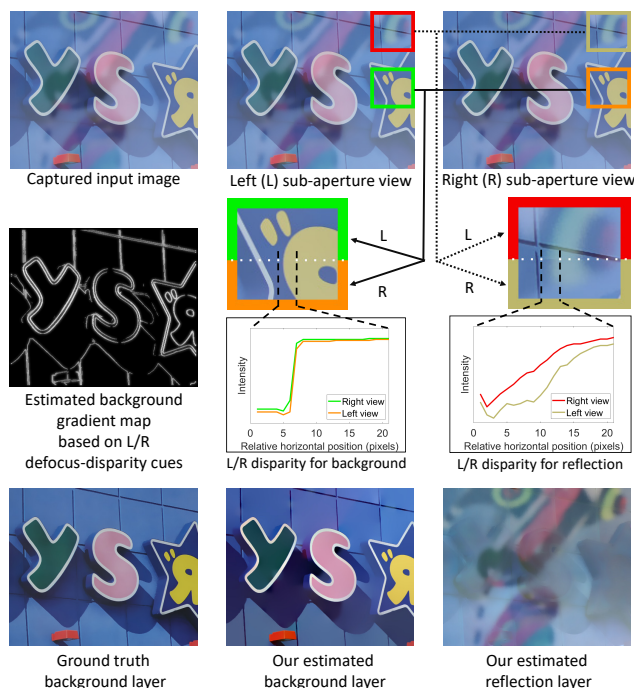 Captured input image
Left (L) sub-aperture view
Right (R) sub-aperture view
L
R
L
R
Estimated background
gradient map
based on L/R
defocus-disparity cues
Intensity
Right view
Left view
0 5 10 15 20
Relative horizontal position (pixels)
L/R disparity for background
Intensity
Right view
Left view
0 5 10 15 20
Relative horizontal position (pixels)
L/R disparity for reflection
Y S
Ground truth
background layer
Y S
Our estimated
background layer
Our estimated
reflection layer